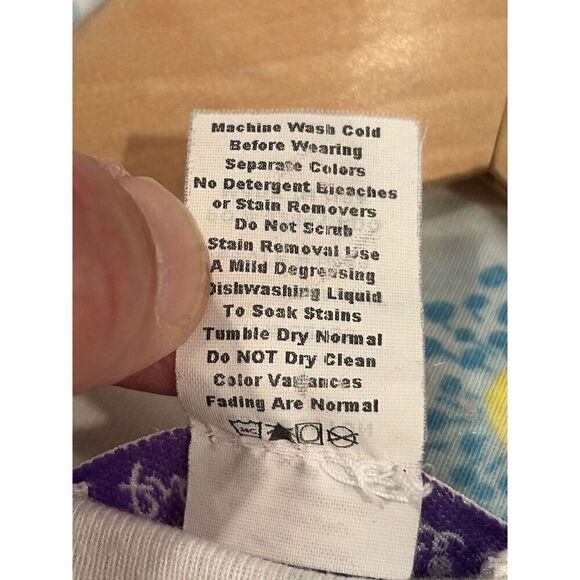 Machine Wash Cold
Before Wearing
Separate Colors
No Detergent Bleaches
or Stain Removers
Do Not Scrub
Stain Removal Use
A Mild Degreasing
Dishwashing Liquid
To Soak Stains
Tumble Dry Normal
Do NOT Dry Clean
Color Variances
Fading Are Normal